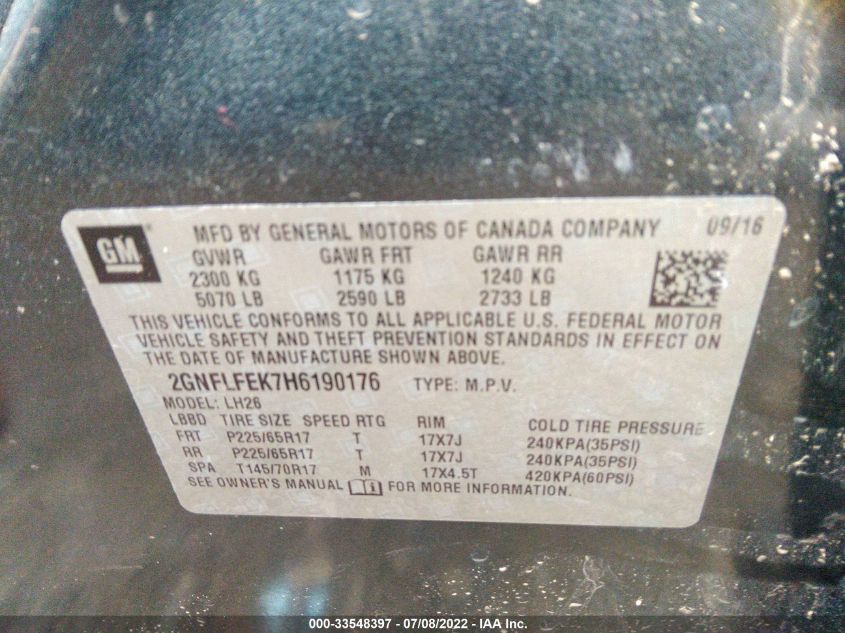 GM
MFD BY GENERAL MOTORS OF CANADA COMPANY 09/16
GVWR GAWR FRT GAWR RR
2300 KG 1175 KG 1240 KG
5070 LB 2590 LB 2733 LB
THIS VEHICLE CONFORMS TO ALL APPLICABLE U.S. FEDERAL MOTOR
VEHICLE SAFETY AND THEFT PREVENTION STANDARDS IN EFFECT ON
THE DATE OF MANUFACTURE SHOWN ABOVE.
2GNFLFEK7H6190176 TYPE: M.P.V.
MODEL: LH26
LBBD TIRE SIZE SPEED RTG RIM COLD TIRE PRESSURE
FRT P225/65R17 T 17X7J 240KPA(35PSI)
RR P225/65R17 T 17X7J 240KPA(35PSI)
SPA T145/70R17 M 17X4.5T 420KPA(60PSI)
SEE OWNER'S MANUAL FOR MORE INFORMATION.
000-33548397 - 07/08/2022 - IAA Inc.